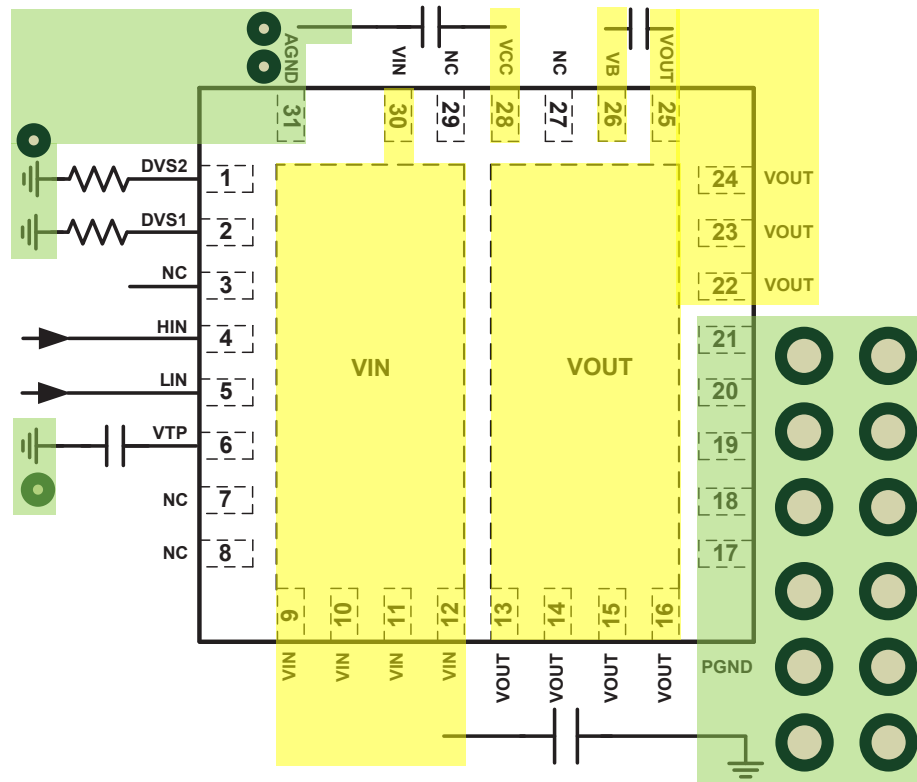 AGND
VIN
NC
VCC
NC
VB
VOUT
31
30
29
28
27
26
25
DVS2 1
DVS1 2
NC 3
HIN 4
LIN 5
VTP 6
NC 7
NC 8
24 VOUT
23 VOUT
22 VOUT
21
20
19
18
17
VIN
VOUT
9
10
11
12
13
14
15
16
VIN
VIN
VIN
VIN
VOUT
VOUT
VOUT
VOUT
PGND